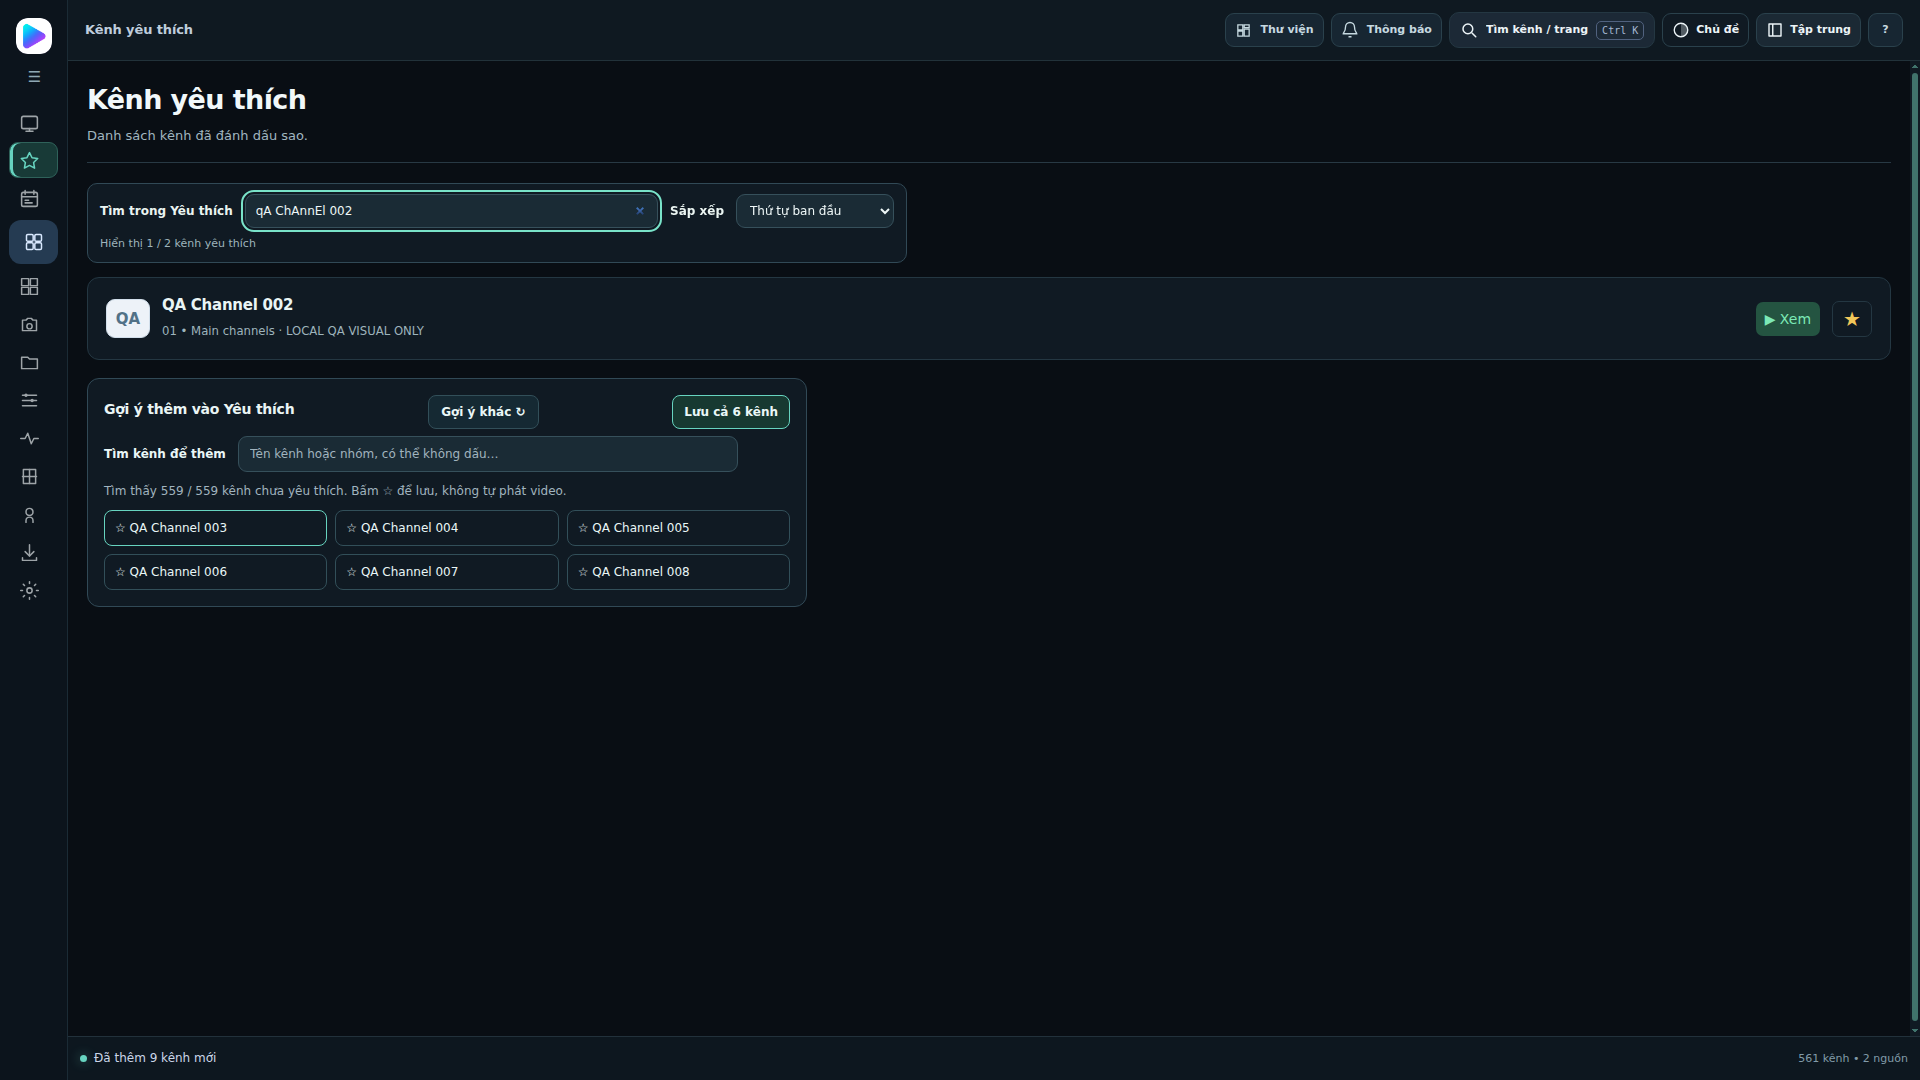 Kênh yêu thích
Thư viện
Thông báo
Tìm kênh / trang Ctrl K
Chủ đề
Tập trung
?
Kênh yêu thích
Danh sách kênh đã đánh dấu sao.
Tìm trong Yêu thích qA ChAnnEl 002 Sắp xếp Thứ tự ban đầu
Hiển thị 1 / 2 kênh yêu thích
QA
QA Channel 002
01 • Main channels · LOCAL QA VISUAL ONLY
▶ Xem ★
Gợi ý thêm vào Yêu thích Gợi ý khác ↻ Lưu cả 6 kênh
Tìm kênh để thêm Tên kênh hoặc nhóm, có thể không dấu...
Tìm thấy 559 / 559 kênh chưa yêu thích. Bấm ☆ để lưu, không tự phát video.
☆ QA Channel 003 ☆ QA Channel 004 ☆ QA Channel 005
☆ QA Channel 006 ☆ QA Channel 007 ☆ QA Channel 008
Đã thêm 9 kênh mới
561 kênh • 2 nguồn